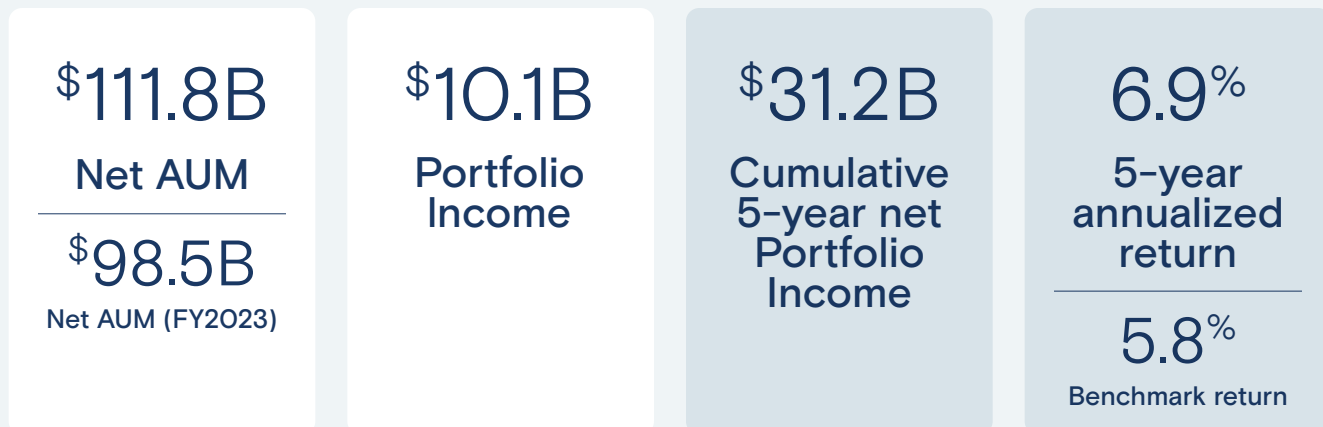 $111.8B
Net AUM
$98.5B
Net AUM (FY2023)
$10.1B
Portfolio
Income
$31.2B
Cumulative
5-year net
Portfolio
Income
6.9%
5-year
annualized
return
5.8%
Benchmark return